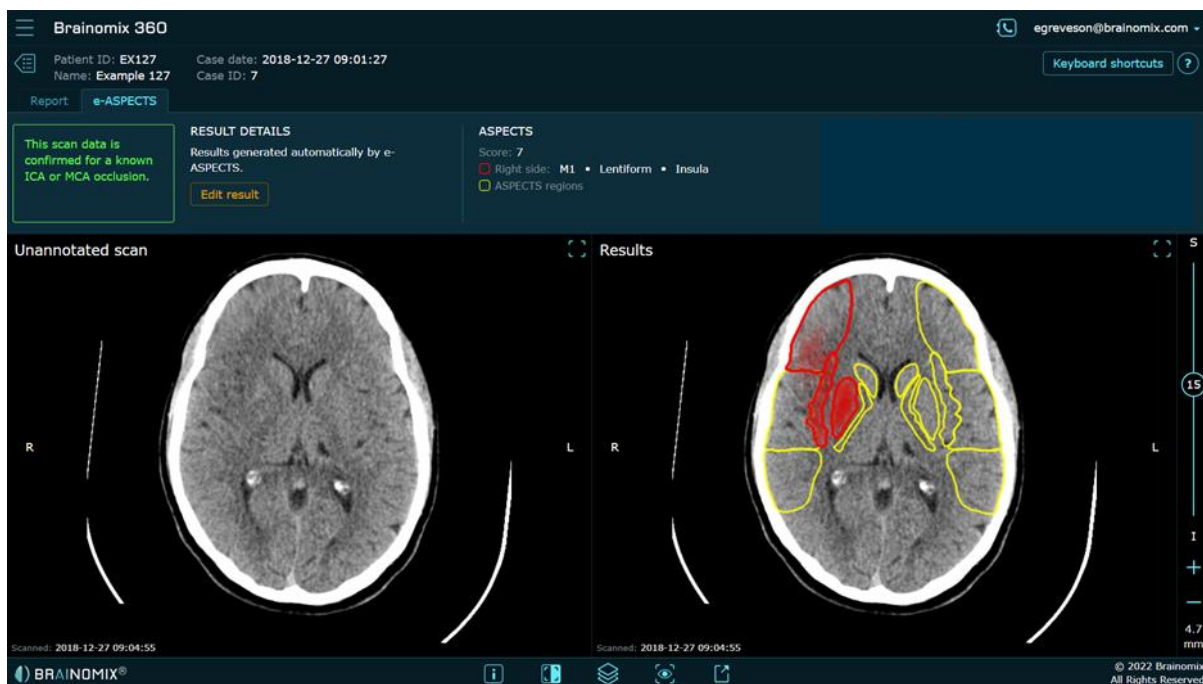 Brainomix 360
egreveson@brainomix.com
Patient ID: EX127
Case date: 2018-12-27 09:01:27
Name: Example 127
Case ID: 7
Keyboard shortcuts
?
Report
e-ASPECTS
This scan data is
confirmed for a known
ICA or MCA occlusion.
RESULT DETAILS
Results generated automatically by e-
ASPECTS.
Edit result
ASPECTS
Score: 7
Right side: M1 • Lentiform • Insula
ASPECTS regions
Unannotated scan
R
L
Scanned: 2018-12-27 09:04:55
Results
R
L
Scanned: 2018-12-27 09:04:55
S
15
I
+
−
4.7
mm
BRAINOMIX®
i
© 2022 Brainomix
All Rights Reserved